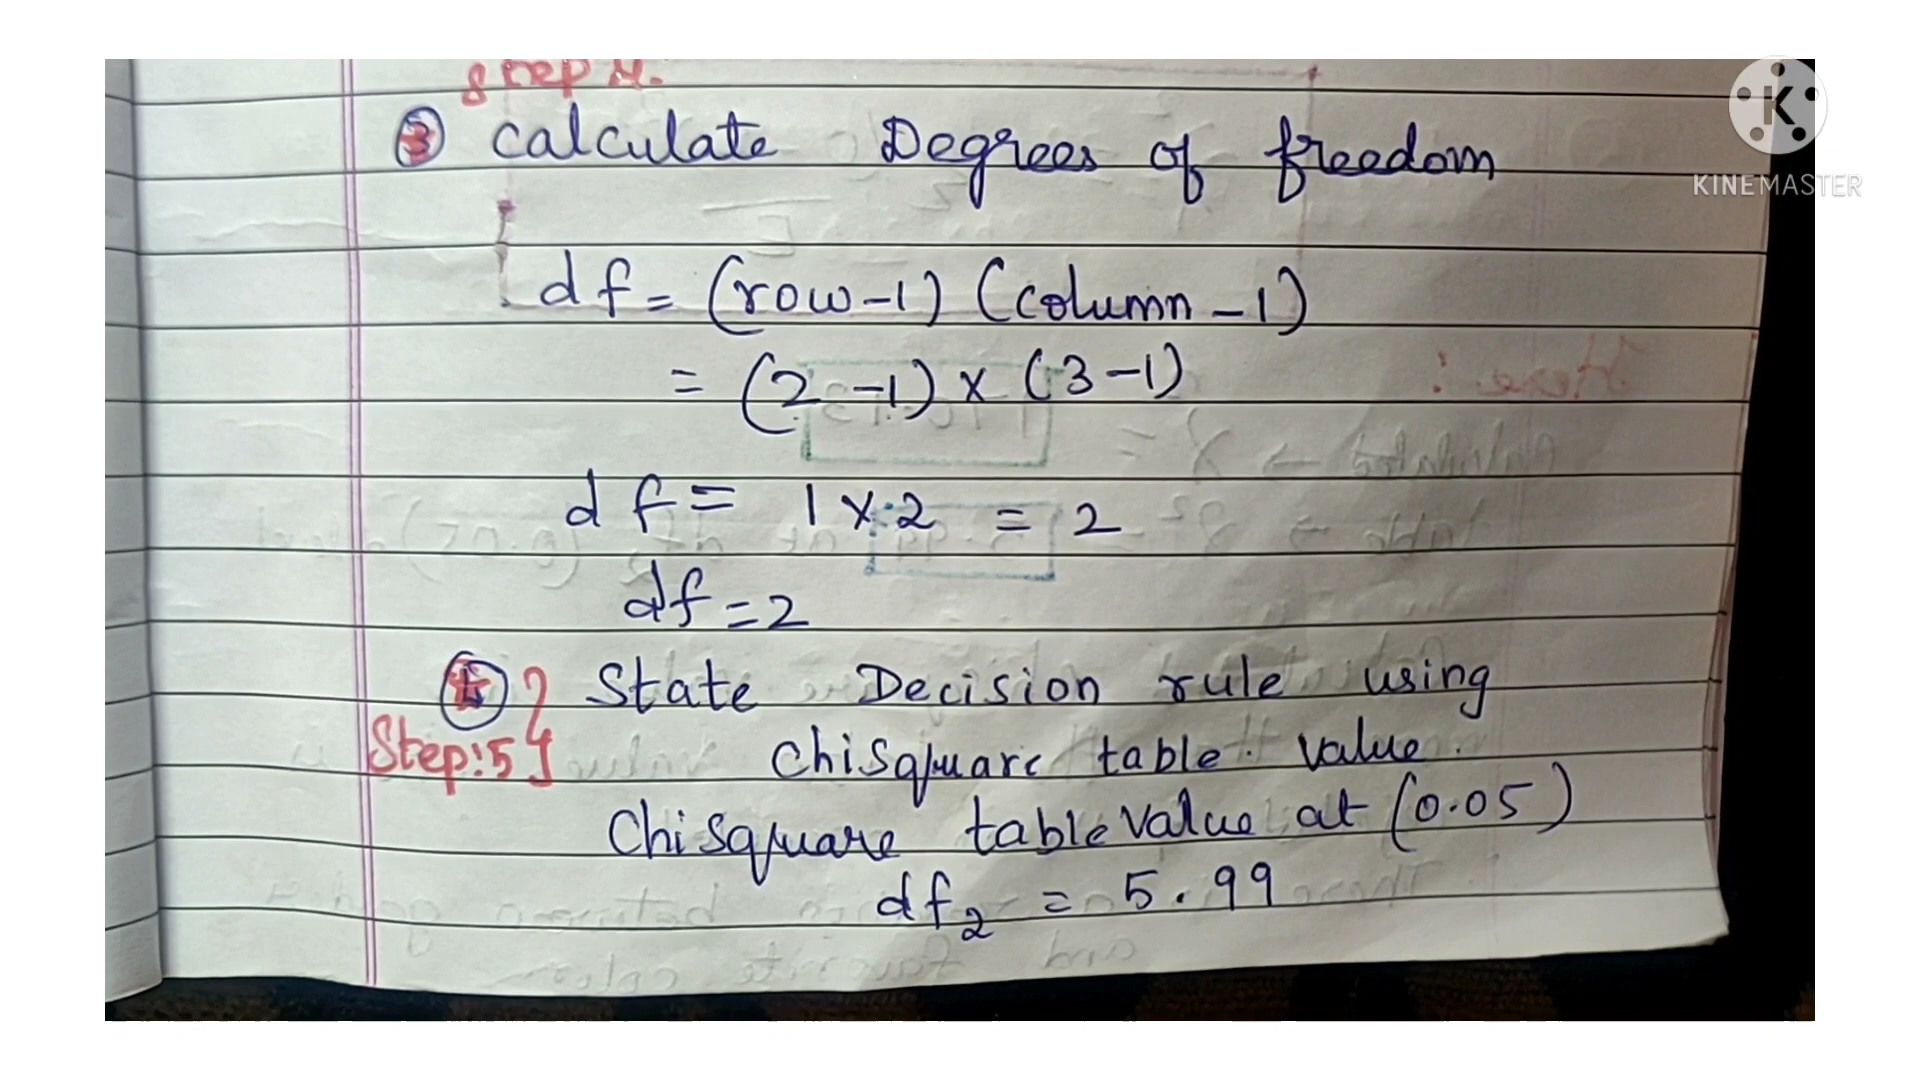 Step 4.
③ Calculate Degrees of freedom
df = (row-1) (column-1)
= (2-1) x (3-1)
df = 1 x 2 = 2
df = 2
State Decision rule using
Step:5
Chisquare table value.
Chisquare table value at (0.05)
df2 = 5.99
K
KINEMASTER